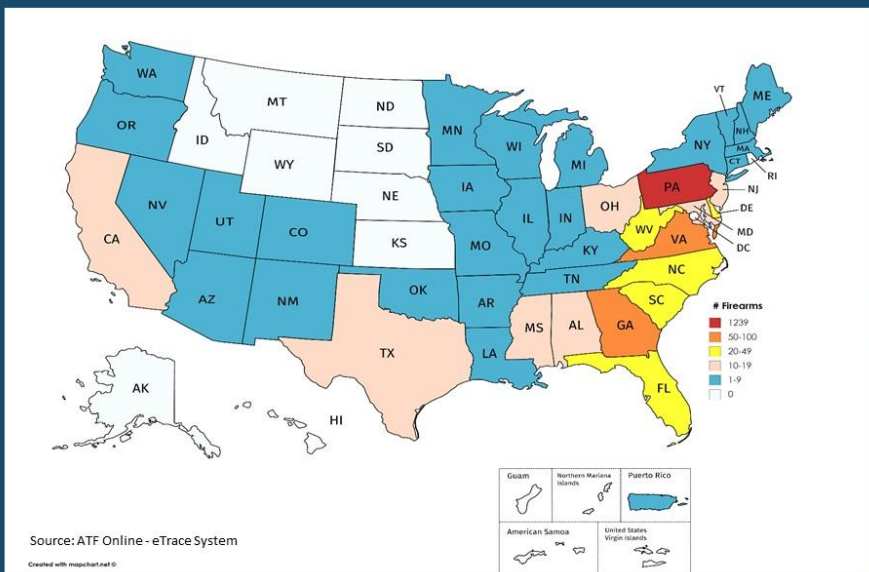 WA
MT
ND
MN
VT
ME
OR
ID
SD
WI
MI
NY
NH
MA
CT
RI
WY
IA
PA
NJ
NE
OH
DE
NV
UT
CO
IL
IN
WV
MD
DC
CA
KS
MO
KY
VA
NC
TN
AZ
NM
OK
AR
SC
# Firearms
1239
MS
AL
GA
50-100
20-49
TX
LA
10-19
1-9
0
AK
FL
HI
Guam
Northern Mariana
Islands
Puerto Rico
American Samoa
United States
Virgin Islands
Source: ATF Online - eTrace System
Created with mapchart.net ©